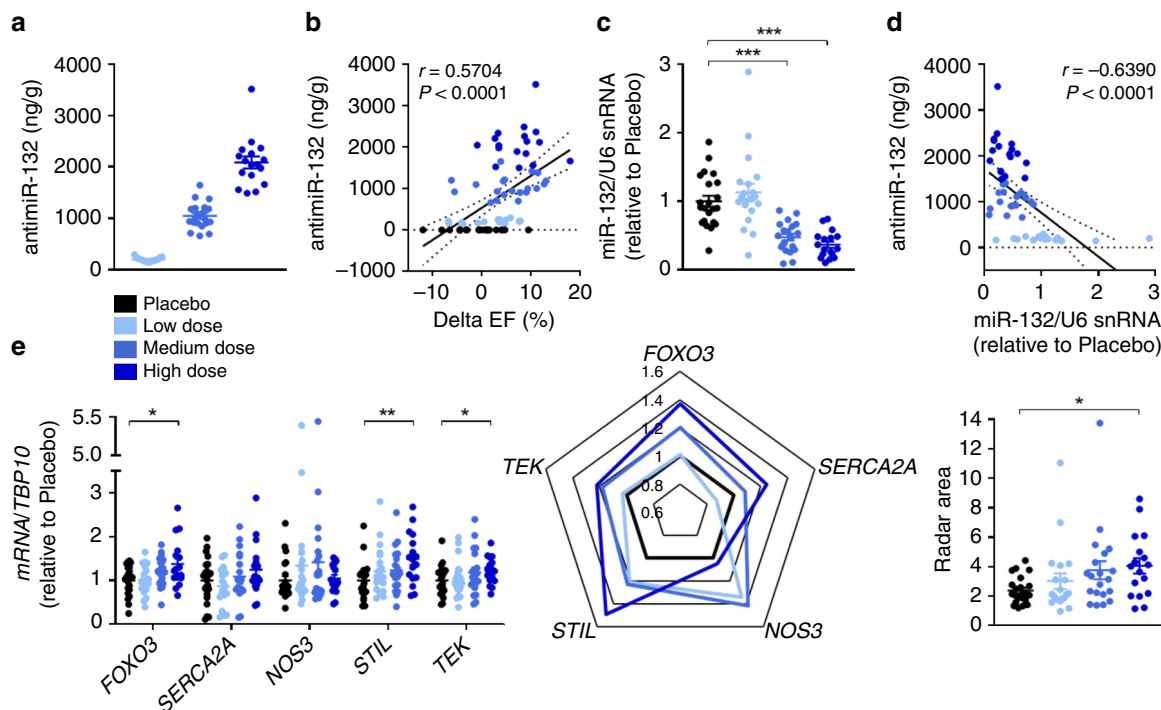 a
4000
3000
2000
1000
0
antimiR-132 (ng/g)
b
4000
3000
2000
1000
0
−1000
antimiR-132 (ng/g)
r = 0.5704
P < 0.0001
−10
0
10
20
Delta EF (%)
c
***
***
3
2
1
0
miR-132/U6 snRNA
(relative to Placebo)
d
4000
3000
2000
1000
0
antimiR-132 (ng/g)
r = −0.6390
P < 0.0001
0
1
2
3
miR-132/U6 snRNA
(relative to Placebo)
Placebo
Low dose
Medium dose
High dose
e
5.5
5.0
3
2
1
0
mRNA/TBP10
(relative to Placebo)
*
**
*
FOXO3
SERCA2A
NOS3
STIL
TEK
FOXO3
1.6
1.4
1.2
1
0.8
0.6
TEK
SERCA2A
STIL
NOS3
14
12
10
8
6
4
2
0
Radar area
*